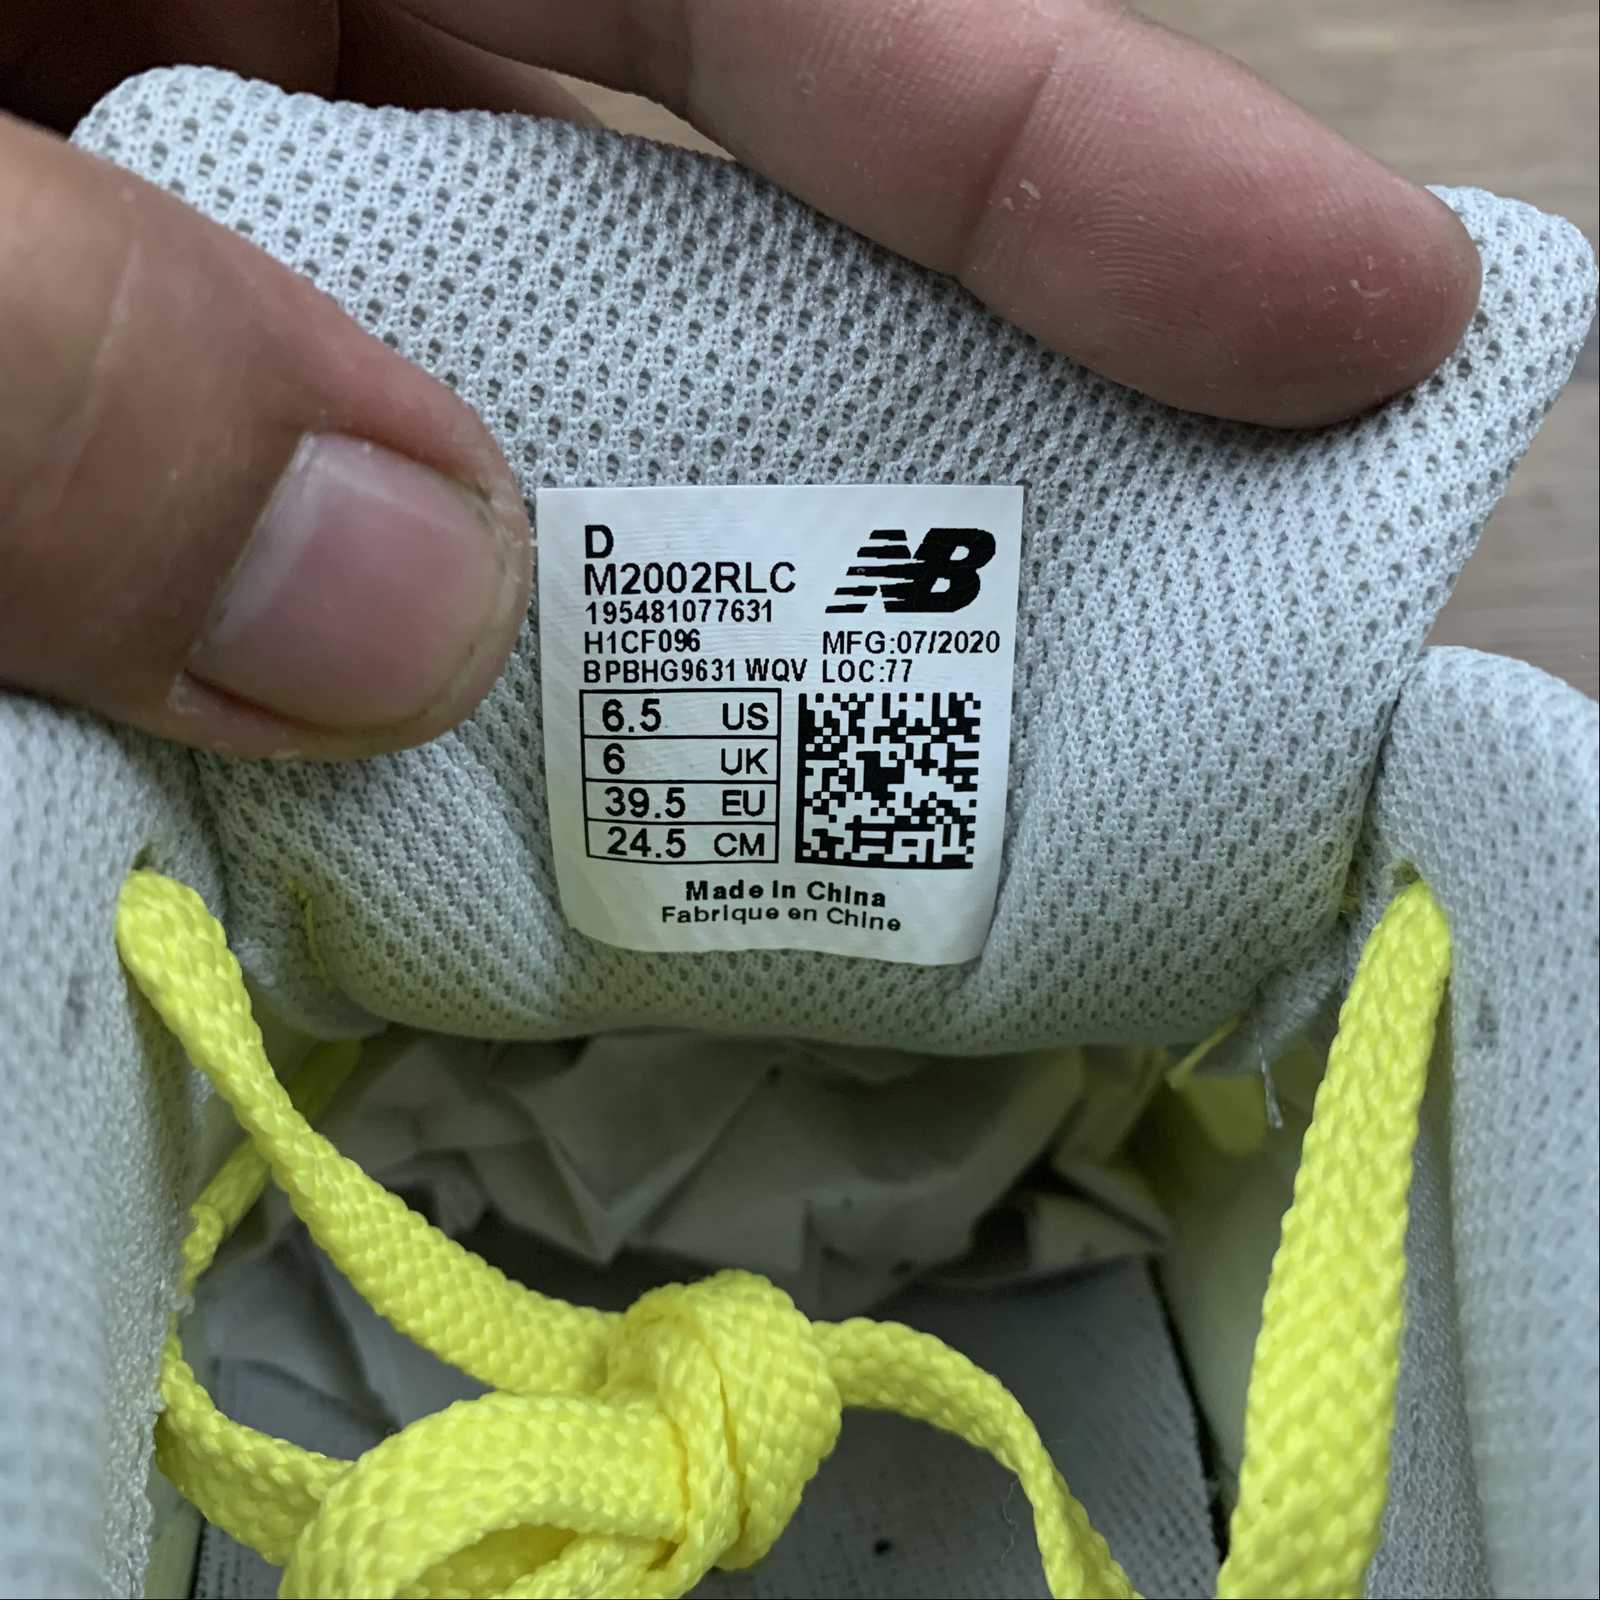 D
M2002RLC
NB
195481077631
H1CF096 MFG:07/2020
BPBHG9631 WQV LOC:77
6.5 US
6 UK
39.5 EU
24.5 CM
Made in China
Fabrique en Chine